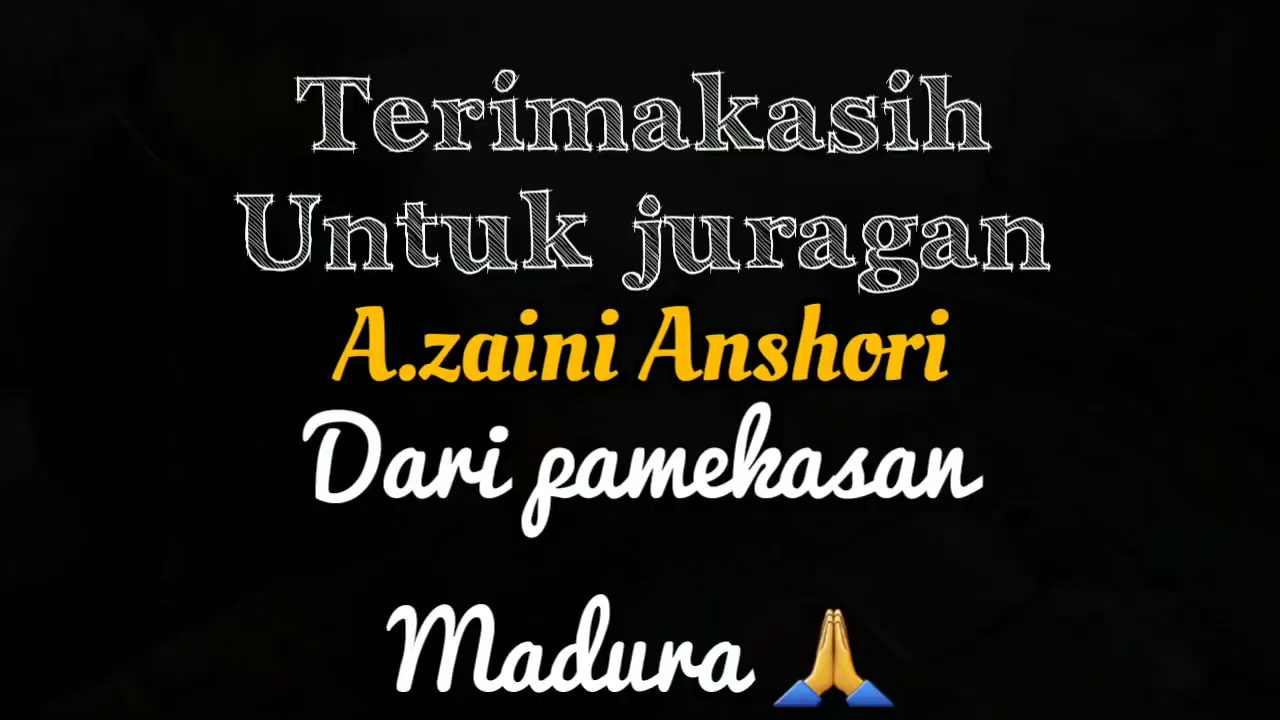 Terimakasih
Untuk juragan
A.zaini Anshori
Dari pamekasan
Madura 🙏